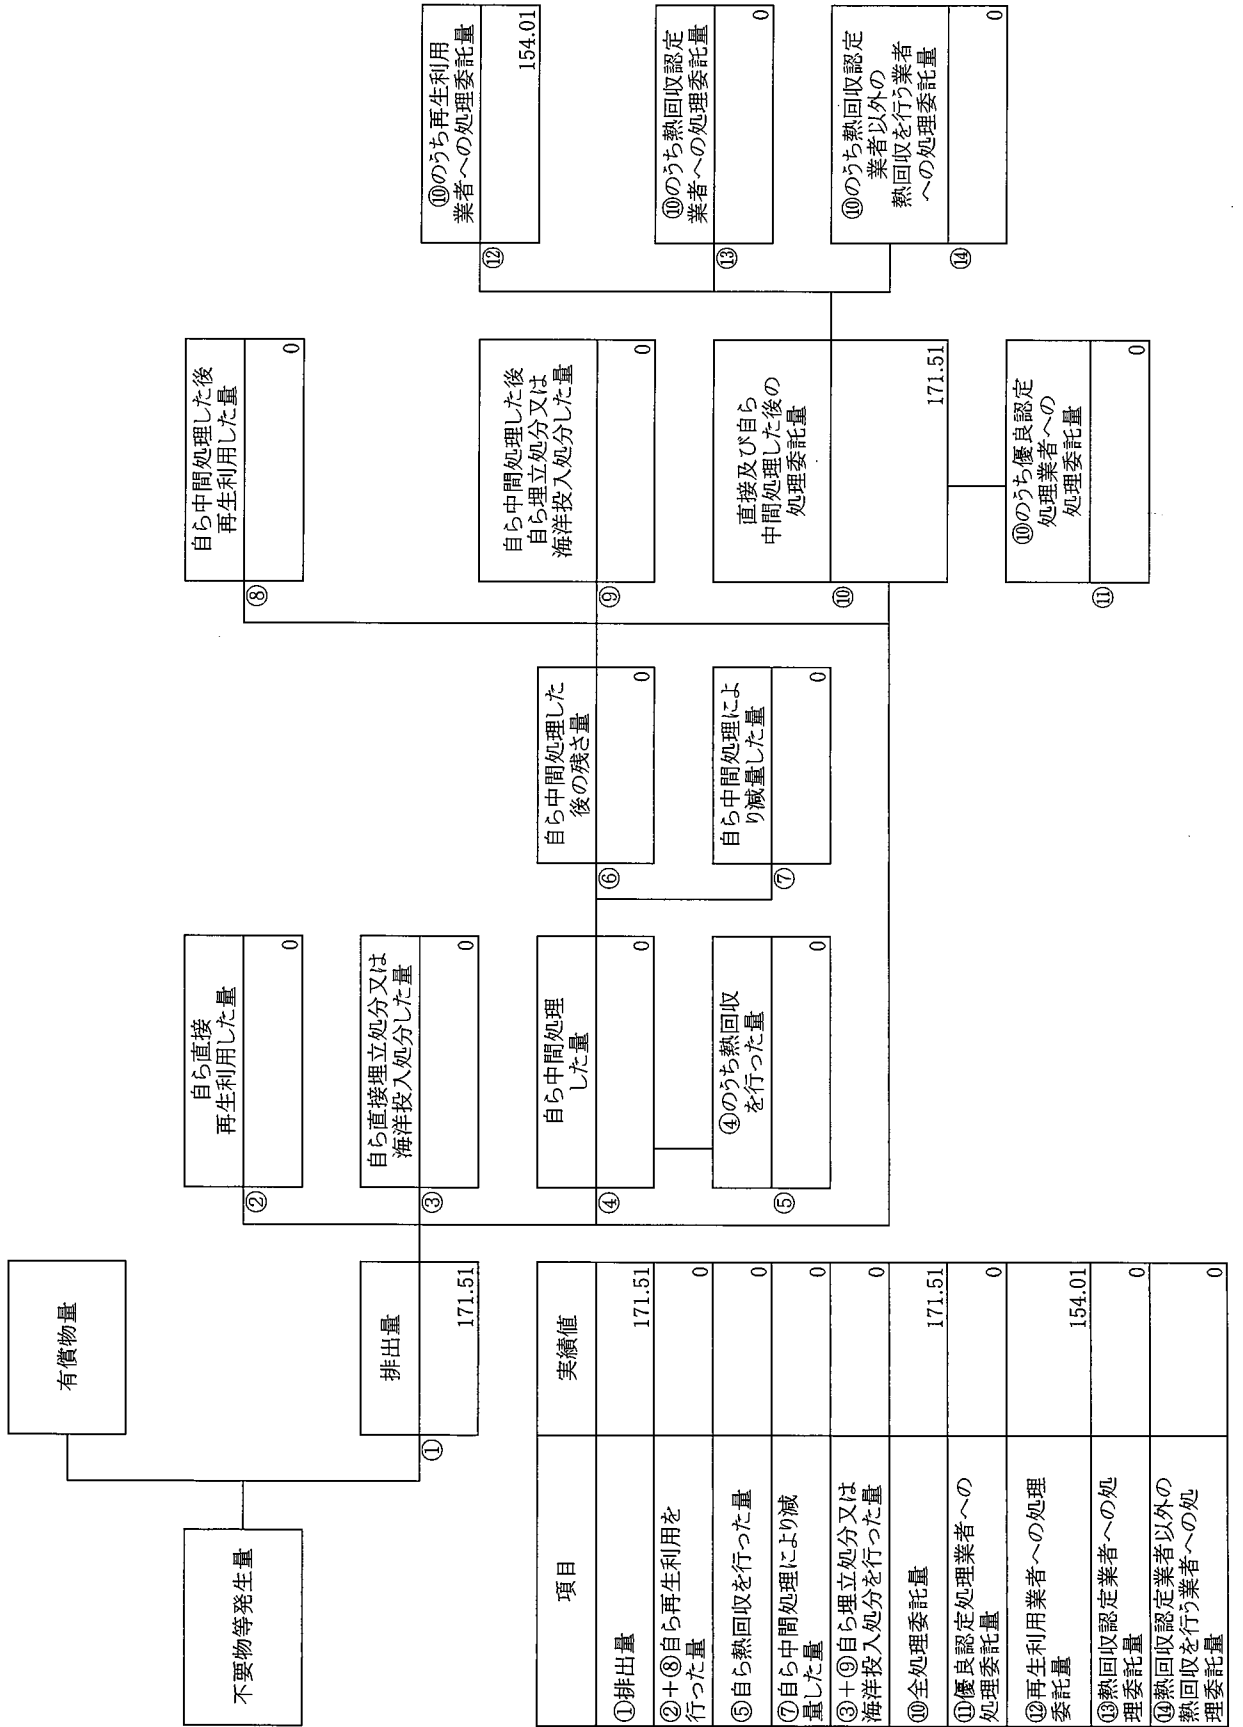 有償物量
不要物等発生量
排出量
①
171.51
自ら直接
再生利用した量
②
0
自ら直接埋立処分又は
海洋投入処分した量
③
0
自ら中間処理
した量
④
0
④のうち熱回収
を行った量
⑤
0
自ら中間処理した
後の残さ量
⑥
0
自ら中間処理によ
り減量した量
⑦
0
自ら中間処理した後
再生利用した量
⑧
0
自ら中間処理した後
自ら埋立処分又は
海洋投入処分した量
⑨
0
直接及び自ら
中間処理した後の
処理委託量
⑩
171.51
⑩のうち優良認定
処理業者への
処理委託量
⑪
0
⑩のうち再生利用
業者への処理委託量
⑫
154.01
⑩のうち熱回収認定
業者への処理委託量
⑬
0
⑩のうち熱回収認定
業者以外の
熱回収を行う業者
への処理委託量
⑭
0
項目 実績値
①排出量 171.51
②+⑧自ら再生利用を
行った量 0
⑤自ら熱回収を行った量 0
⑦自ら中間処理により減
量した量 0
③+⑨自ら埋立処分又は
海洋投入処分を行った量 0
⑩全処理委託量 171.51
⑪優良認定処理業者への
処理委託量 0
⑫再生利用業者への処理
委託量 154.01
⑬熱回収認定業者への処
理委託量 0
⑭熱回収認定業者以外の
熱回収を行う業者への処
理委託量 0